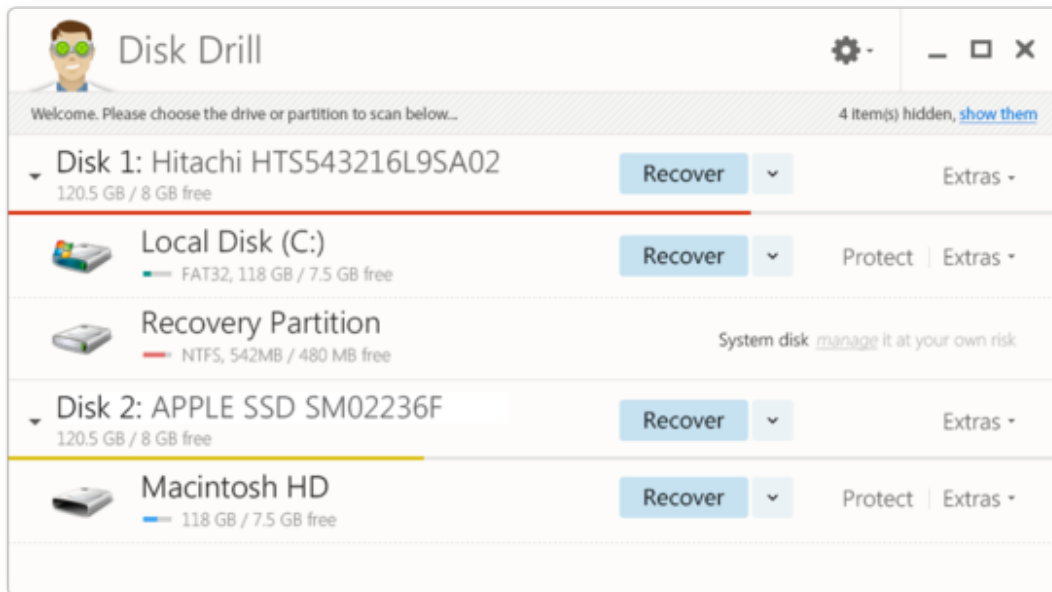 Disk Drill
Welcome. Please choose the drive or partition to scan below...
4 item(s) hidden, show them
Disk 1: Hitachi HTS543216L9SA02
Recover
Extras
120.5 GB / 8 GB free
Local Disk (C:)
Recover
Protect
Extras
FAT32, 118 GB / 7.5 GB free
Recovery Partition
System disk manage it at your own risk
NTFS, 542MB / 480 MB free
Disk 2: APPLE SSD SM02236F
Recover
Extras
120.5 GB / 8 GB free
Macintosh HD
Recover
Protect
Extras
118 GB / 7.5 GB free